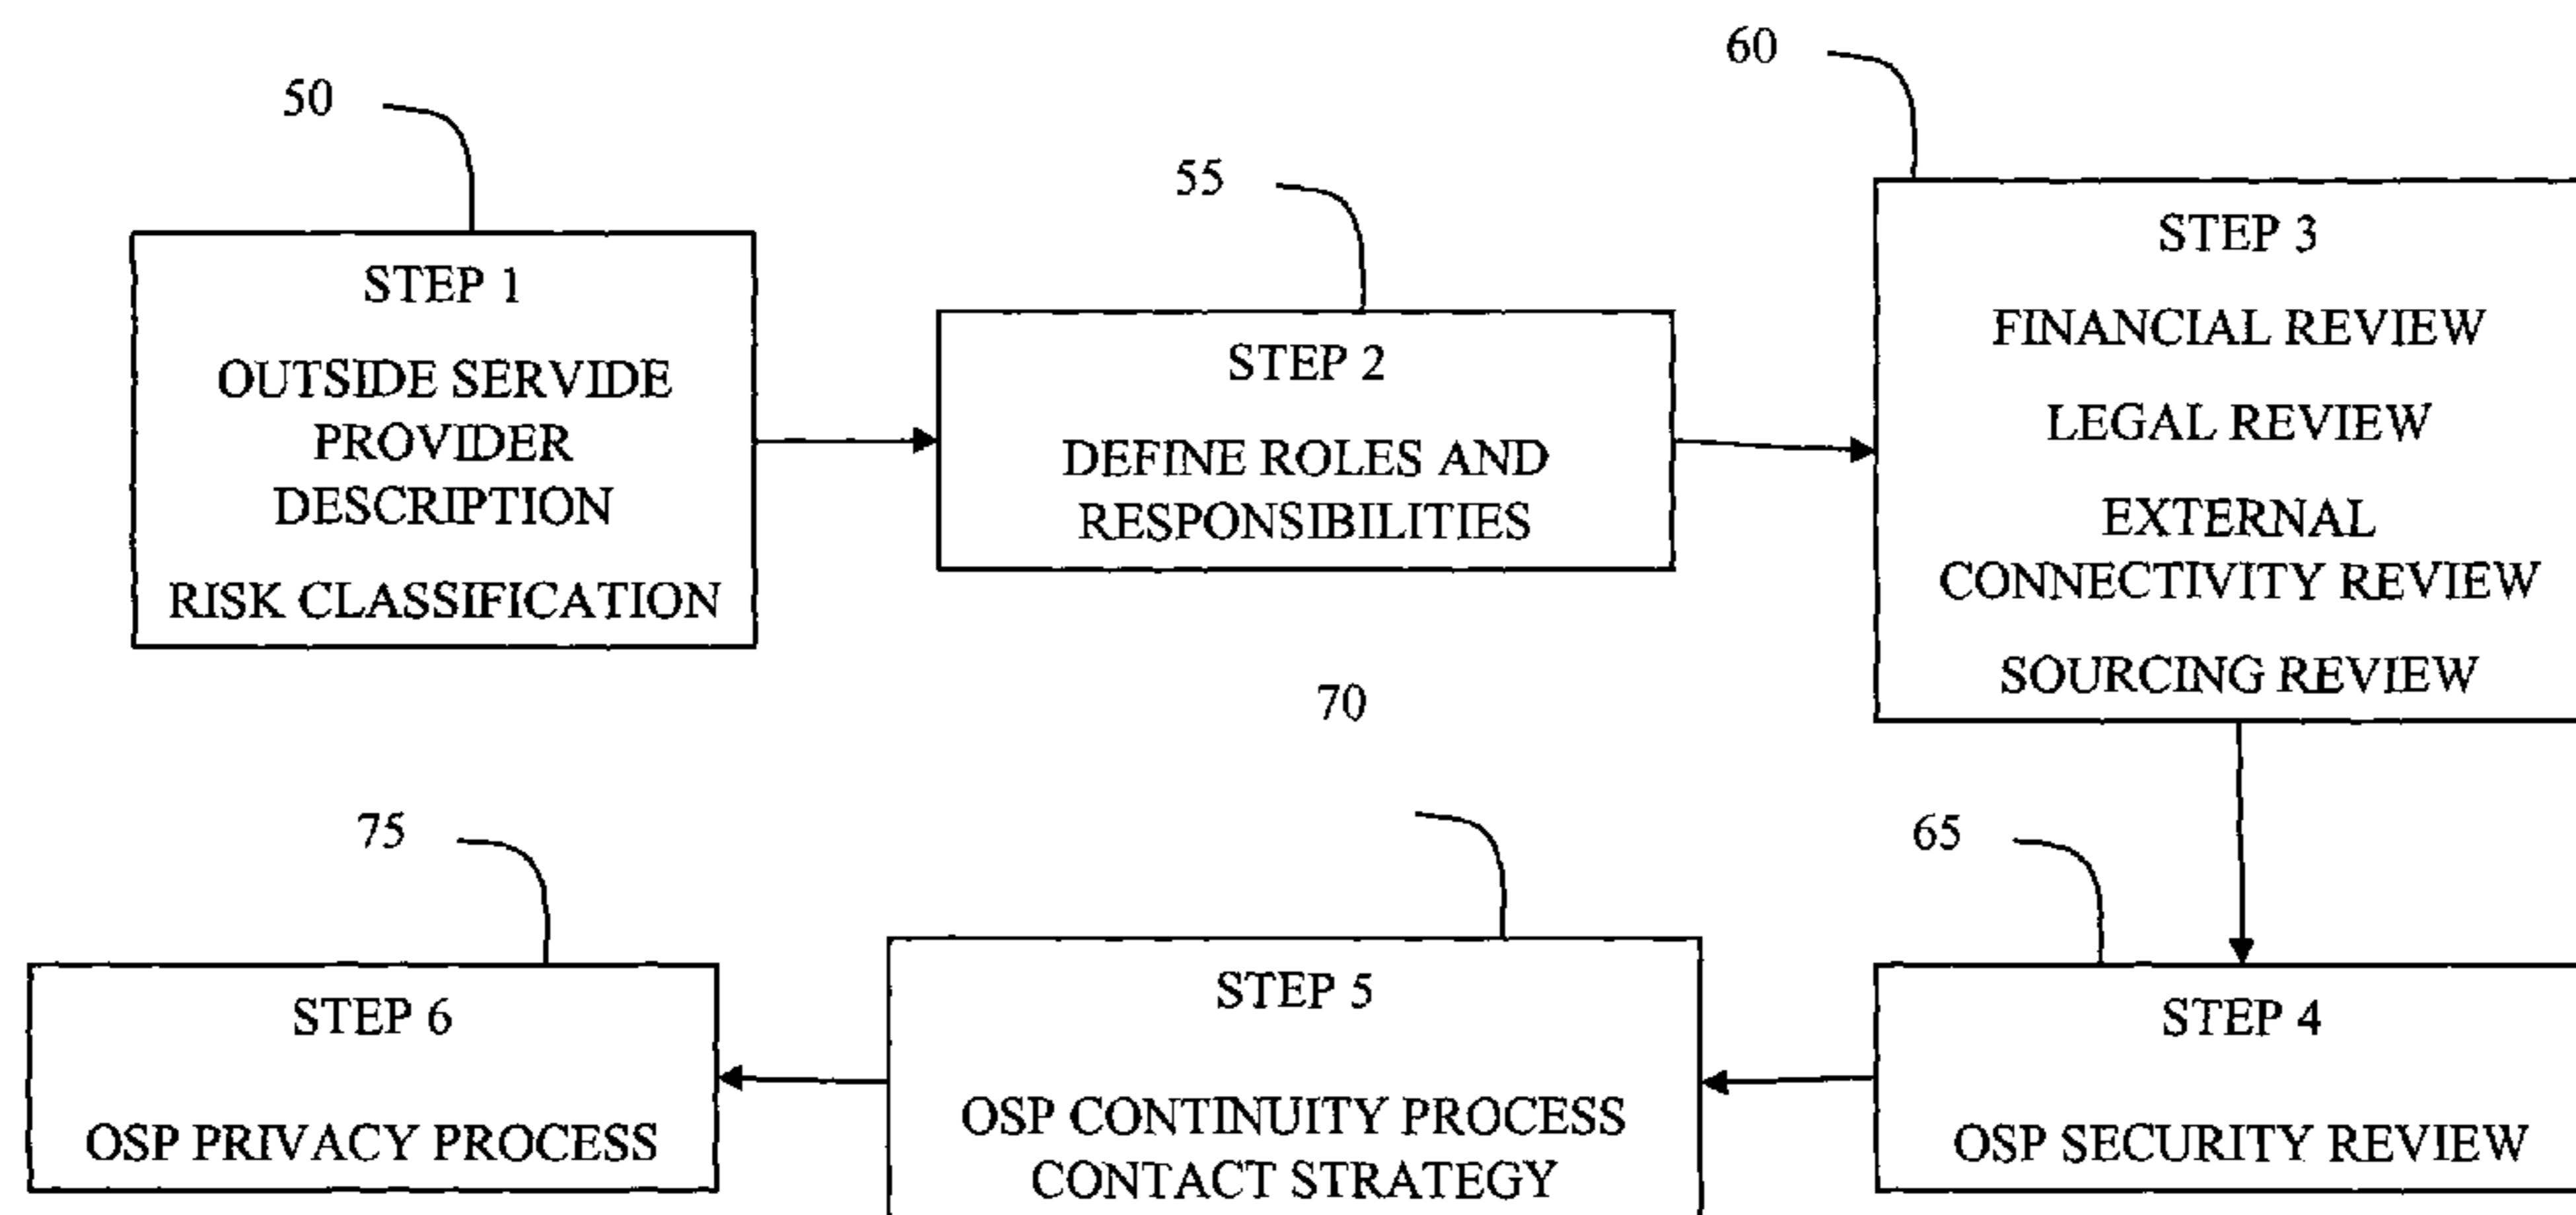 50
STEP 1
OUTSIDE SERVIDE
PROVIDER
DESCRIPTION
RISK CLASSIFICATION
55
STEP 2
DEFINE ROLES AND
RESPONSIBILITIES
60
STEP 3
FINANCIAL REVIEW
LEGAL REVIEW
EXTERNAL
CONNECTIVITY REVIEW
SOURCING REVIEW
65
STEP 4
OSP SECURITY REVIEW
70
STEP 5
OSP CONTINUITY PROCESS
CONTACT STRATEGY
75
STEP 6
OSP PRIVACY PROCESS